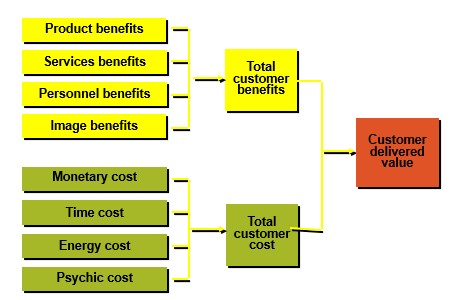 Product benefits
Services benefits
Personnel benefits
Image benefits
Total
customer
benefits
Customer
delivered
value
Monetary cost
Time cost
Energy cost
Psychic cost
Total
customer
cost